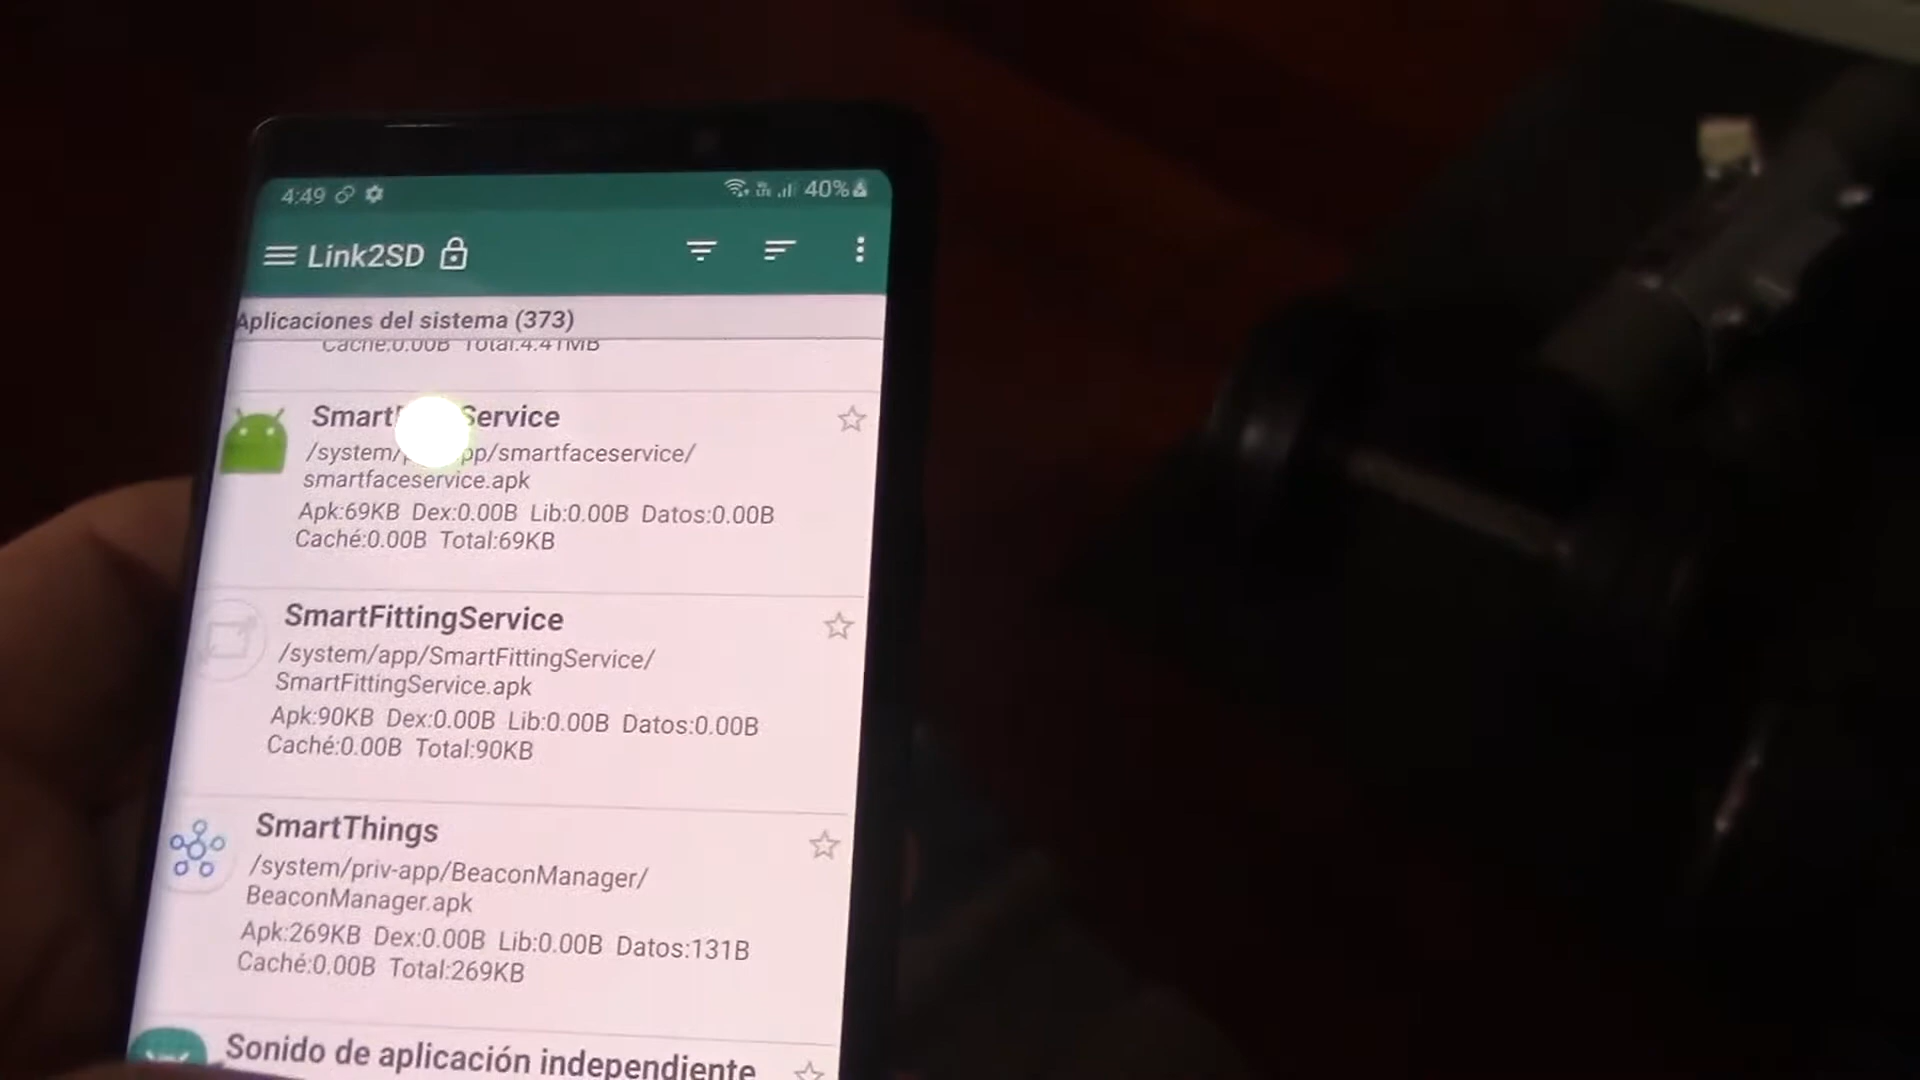 4:49 40%
Link2SD
Aplicaciones del sistema (373)
Caché:0.00B Total:4.41MB
Service
/smartfaceservice/
smartfaceservice.apk
Apk:69KB Dex:0.00B Lib:0.00B Datos:0.00B
Caché:0.00B Total:69KB
SmartFittingService
/system/app/SmartFittingService/
SmartFittingService.apk
Apk:90KB Dex:0.00B Lib:0.00B Datos:0.00B
Caché:0.00B Total:90KB
SmartThings
/system/priv-app/BeaconManager/
BeaconManager.apk
Apk:269KB Dex:0.00B Lib:0.00B Datos:131B
Caché:0.00B Total:269KB
Sonido de aplicación independiente